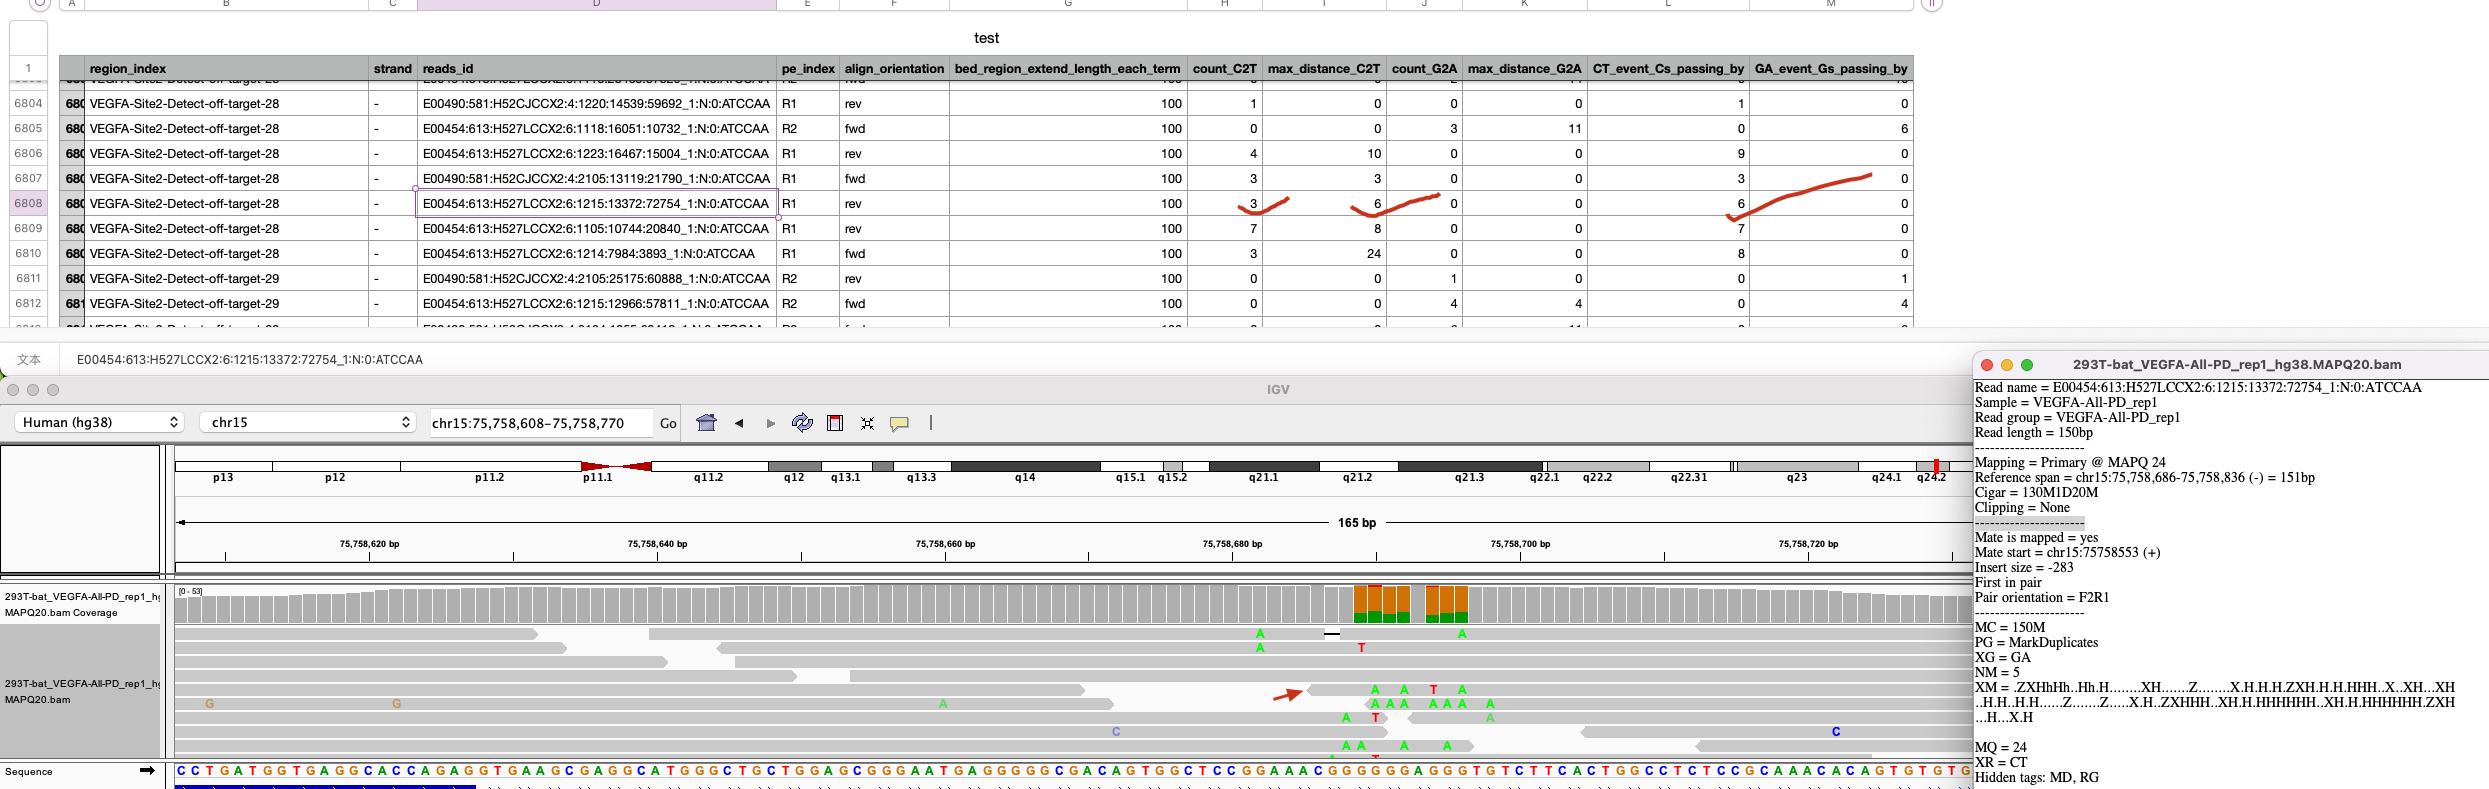 A B C D E F G H I J K L M
test
1 region_index strand reads_id pe_index align_orientation bed_region_extend_length_each_term count_C2T max_distance_C2T count_G2A max_distance_G2A CT_event_Cs_passing_by GA_event_Gs_passing_by
6804 680 VEGFA-Site2-Detect-off-target-28 - E00490:581:H52CJCCX2:4:1220:14539:59692_1:N:0:ATCCAA R1 rev 100 1 0 0 0 1 0
6805 680 VEGFA-Site2-Detect-off-target-28 - E00454:613:H527LCCX2:6:1118:16051:10732_1:N:0:ATCCAA R2 fwd 100 0 0 3 11 0 6
6806 680 VEGFA-Site2-Detect-off-target-28 - E00454:613:H527LCCX2:6:1223:16467:15004_1:N:0:ATCCAA R1 rev 100 4 10 0 0 9 0
6807 680 VEGFA-Site2-Detect-off-target-28 - E00490:581:H52CJCCX2:4:2105:13119:21790_1:N:0:ATCCAA R1 fwd 100 3 3 0 0 3 0
6808 680 VEGFA-Site2-Detect-off-target-28 - E00454:613:H527LCCX2:6:1215:13372:72754_1:N:0:ATCCAA R1 rev 100 3 6 0 0 6 0
6809 680 VEGFA-Site2-Detect-off-target-28 - E00454:613:H527LCCX2:6:1105:10744:20840_1:N:0:ATCCAA R1 rev 100 7 8 0 0 7 0
6810 680 VEGFA-Site2-Detect-off-target-28 - E00454:613:H527LCCX2:6:1214:7984:3893_1:N:0:ATCCAA R1 fwd 100 3 24 0 0 8 0
6811 680 VEGFA-Site2-Detect-off-target-29 - E00490:581:H52CJCCX2:4:2105:25175:60888_1:N:0:ATCCAA R2 rev 100 0 0 1 0 0 1
6812 681 VEGFA-Site2-Detect-off-target-29 - E00454:613:H527LCCX2:6:1215:12966:57811_1:N:0:ATCCAA R2 fwd 100 0 0 4 4 0 4
文本 E00454:613:H527LCCX2:6:1215:13372:72754_1:N:0:ATCCAA
IGV
Human (hg38) chr15 chr15:75,758,608-75,758,770 Go
p13 p12 p11.2 p11.1 q11.2 q12 q13.1 q13.3 q14 q15.1 q15.2 q21.1 q21.2 q21.3 q22.1 q22.2 q22.31 q23 q24.1 q24.2
165 bp
75,758,620 bp 75,758,640 bp 75,758,660 bp 75,758,680 bp 75,758,700 bp 75,758,720 bp
293T-bat_VEGFA-All-PD_rep1_hg
MAPQ20.bam Coverage
[0 - 53]
A A
A T
A A T A
293T-bat_VEGFA-All-PD_rep1_hg
MAPQ20.bam
G G A A A A A A A A
A T A
C C
A A A A
Sequence
C C T G A T G G T G A G G C A C C A G A G G T G A A G C G A G G C A T G G G C T G C T G G A G C G G G A A T G A G G G G G C G A C A G T G G C T C C G G A A A C G G G G G G A G G G T G T C T T C A C T G G C C T C T C C G C A A A C A C A G T G T G T G
293T-bat_VEGFA-All-PD_rep1_hg38.MAPQ20.bam
Read name = E00454:613:H527LCCX2:6:1215:13372:72754_1:N:0:ATCCAA
Sample = VEGFA-All-PD_rep1
Read group = VEGFA-All-PD_rep1
Read length = 150bp
----------------------
Mapping = Primary @ MAPQ 24
Reference span = chr15:75,758,686-75,758,836 (-) = 151bp
Cigar = 130M1D20M
Clipping = None
----------------------
Mate is mapped = yes
Mate start = chr15:75758553 (+)
Insert size = -283
First in pair
Pair orientation = F2R1
----------------------
MC = 150M
PG = MarkDuplicates
XG = GA
NM = 5
XM = .ZXHhHh..Hh.H........XH.......Z........X.H.H.H.ZXH.H.H.HHH..X..XH...XH
..H.H..H.H.....Z.......Z.....X.H..ZXHHH...XH.H.HHHHHH..XH.H.HHHHHH.ZXH
...H...X.H
MQ = 24
XR = CT
Hidden tags: MD, RG